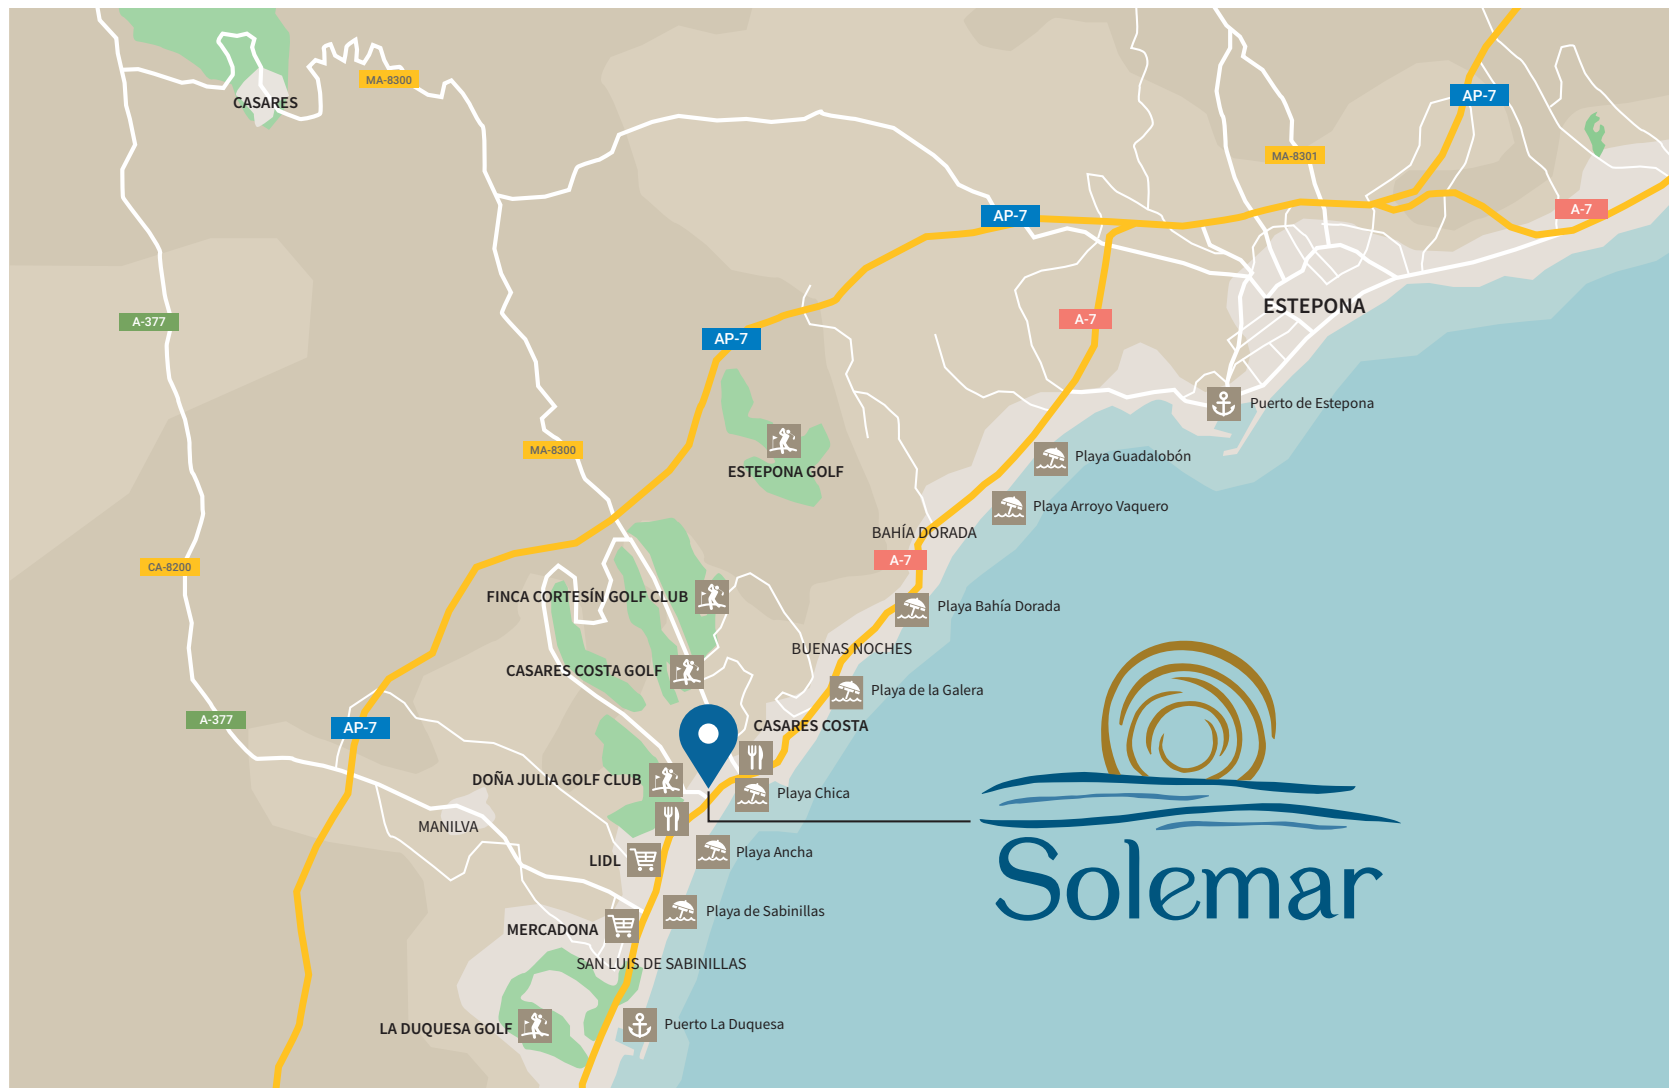 AP-7
MA-8300
CASARES
MA-8301
A-7
AP-7
ESTEPONA
A-7
A-377
AP-7
Puerto de Estepona
MA-8300
Playa Guadalobón
ESTEPONA GOLF
Playa Arroyo Vaquero
BAHÍA DORADA
A-7
CA-8200
FINCA CORTESÍN GOLF CLUB
Playa Bahía Dorada
BUENAS NOCHES
CASARES COSTA GOLF
Playa de la Galera
A-377
AP-7
CASARES COSTA
DOÑA JULIA GOLF CLUB
Playa Chica
MANILVA
Playa Ancha
LIDL
Solemar
Playa de Sabinillas
MERCADONA
SAN LUIS DE SABINILLAS
LA DUQUESA GOLF
Puerto La Duquesa